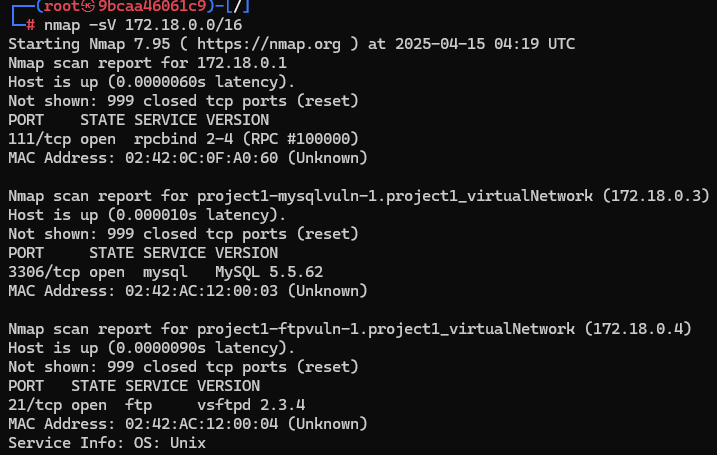 ┌──(root㉿9bcaa46061c9)-[/]
└─# nmap -sV 172.18.0.0/16
Starting Nmap 7.95 ( https://nmap.org ) at 2025-04-15 04:19 UTC
Nmap scan report for 172.18.0.1
Host is up (0.0000060s latency).
Not shown: 999 closed tcp ports (reset)
PORT    STATE SERVICE VERSION
111/tcp open  rpcbind 2-4 (RPC #100000)
MAC Address: 02:42:0C:0F:A0:60 (Unknown)

Nmap scan report for project1-mysqlvuln-1.project1_virtualNetwork (172.18.0.3)
Host is up (0.000010s latency).
Not shown: 999 closed tcp ports (reset)
PORT     STATE SERVICE VERSION
3306/tcp open  mysql   MySQL 5.5.62
MAC Address: 02:42:AC:12:00:03 (Unknown)

Nmap scan report for project1-ftpvuln-1.project1_virtualNetwork (172.18.0.4)
Host is up (0.0000090s latency).
Not shown: 999 closed tcp ports (reset)
PORT   STATE SERVICE VERSION
21/tcp open  ftp     vsftpd 2.3.4
MAC Address: 02:42:AC:12:00:04 (Unknown)
Service Info: OS: Unix